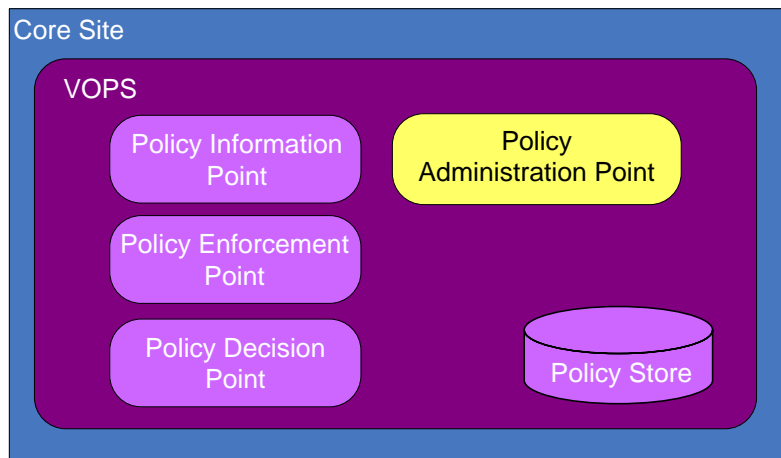 Core Site
VOPS
Policy Information
Point
Policy
Administration Point
Policy Enforcement
Point
Policy Decision
Point
Policy Store